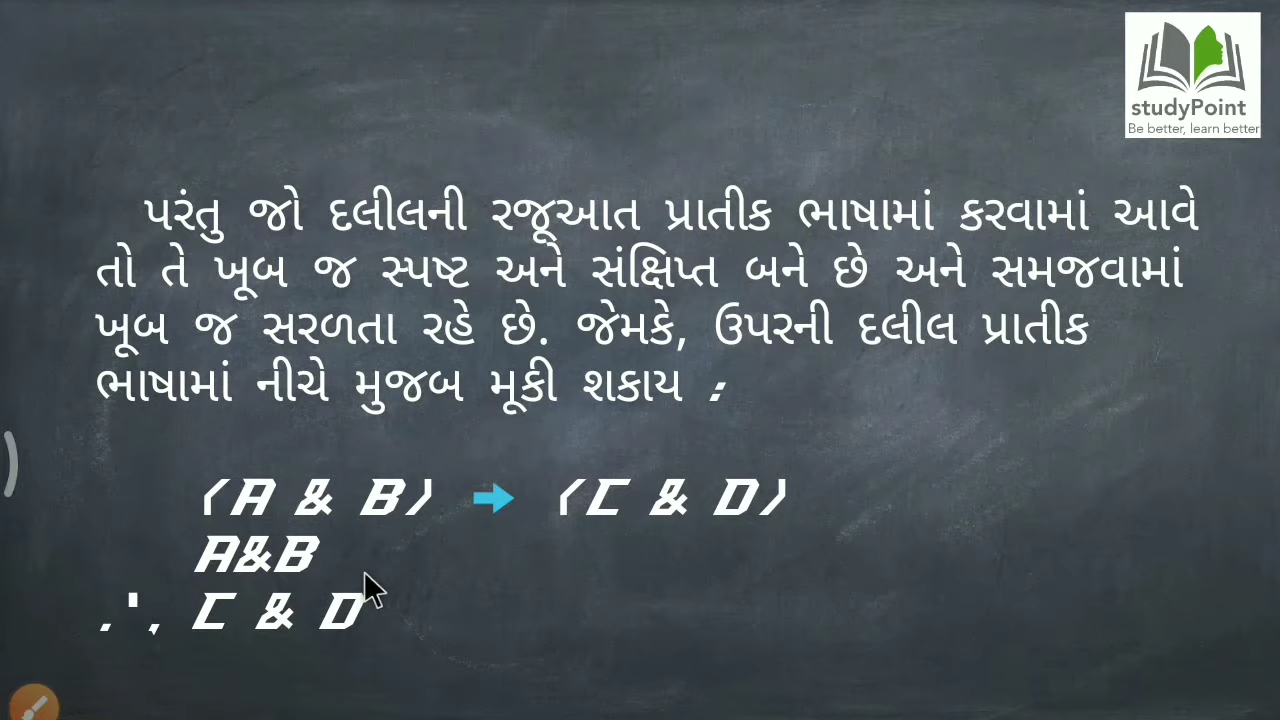 studyPoint
Be better, learn better
પરંતુ જો દલીલની રજૂઆત પ્રાતીક ભાષામાં કરવામાં આવે
તો તે ખૂબ જ સ્પષ્ટ અને સંક્ષિપ્ત બને છે અને સમજવામાં
ખૂબ જ સરળતા રહે છે. જેમકે, ઉપરની દલીલ પ્રાતીક
ભાષામાં નીચે મુજબ મૂકી શકાય :
(A & B) ➡ (C & D)
A&B
.'. C & D